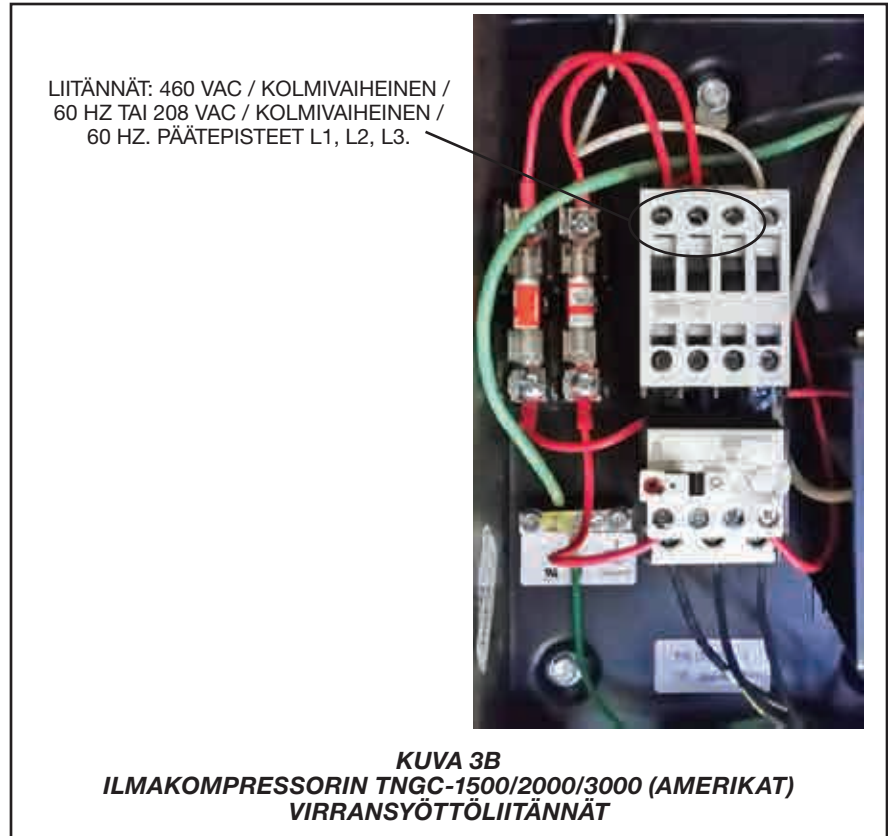 LIITÄNNÄT: 460 VAC / KOLMIVAIHEINEN /
60 HZ TAI 208 VAC / KOLMIVAIHEINEN /
60 HZ. PÄÄTEPISTEET L1, L2, L3.
KUVA 3B
ILMAKOMPRESSORIN TNGC-1500/2000/3000 (AMERIKAT)
VIRRANSYÖTTÖLIITÄNNÄT